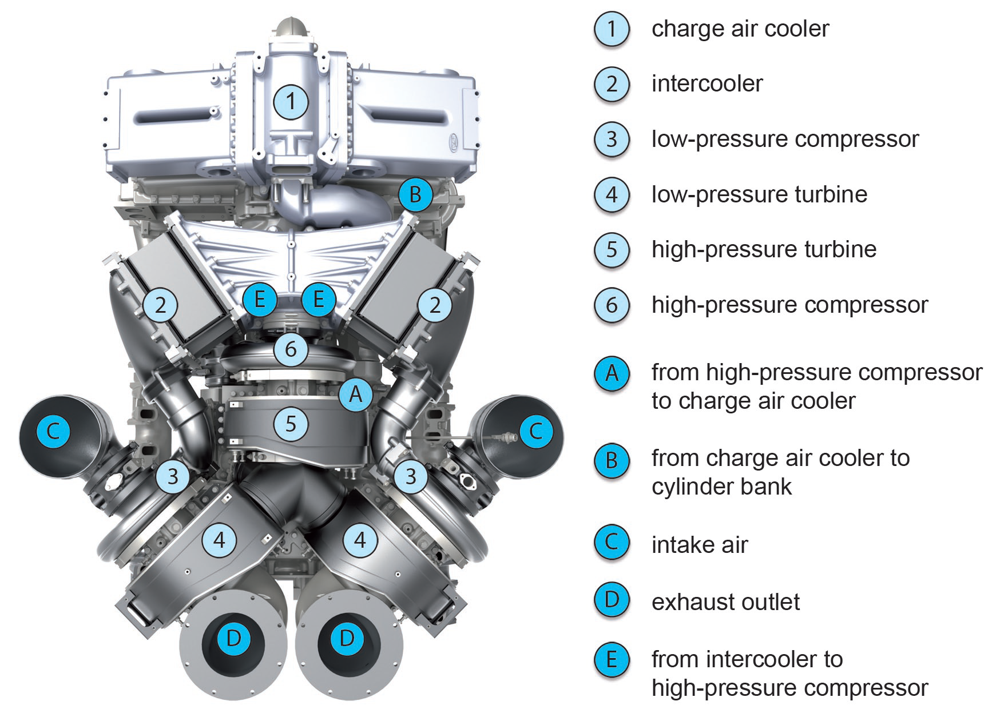 1 charge air cooler
2 intercooler
3 low-pressure compressor
4 low-pressure turbine
5 high-pressure turbine
6 high-pressure compressor
A from high-pressure compressor
to charge air cooler
B from charge air cooler to
cylinder bank
C intake air
D exhaust outlet
E from intercooler to
high-pressure compressor
1
B
2
E
E
2
6
A
5
C
C
3
3
4
4
D
D